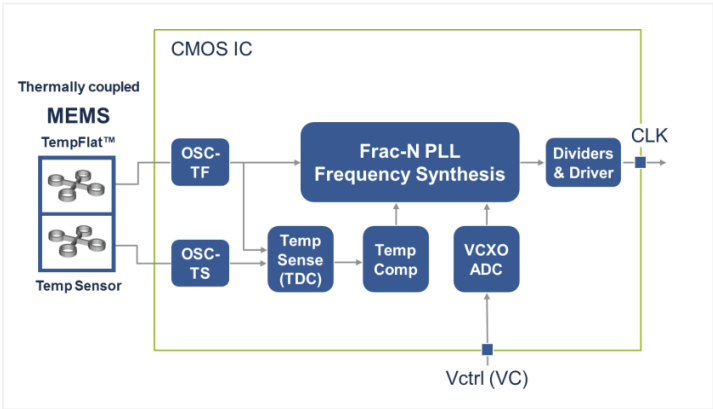 CMOS IC
Thermally coupled
MEMS
TempFlat™
Temp Sensor
OSC-
TF
OSC-
TS
Frac-N PLL
Frequency Synthesis
Temp
Sense
(TDC)
Temp
Comp
VCXO
ADC
Dividers
& Driver
CLK
Vctrl (VC)